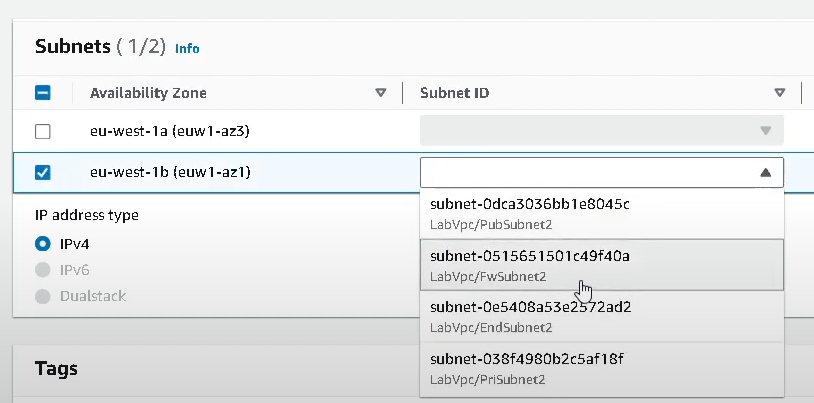 Subnets ( 1/2) Info
Availability Zone Subnet ID
eu-west-1a (euw1-az3)
eu-west-1b (euw1-az1)
subnet-0dca3036bb1e8045c
LabVpc/PubSubnet2
IP address type
IPv4
subnet-0515651501c49f40a
LabVpc/FwSubnet2
IPv6
Dualstack
subnet-0e5408a53e2572ad2
LabVpc/EndSubnet2
subnet-038f4980b2c5af18f
LabVpc/PriSubnet2
Tags